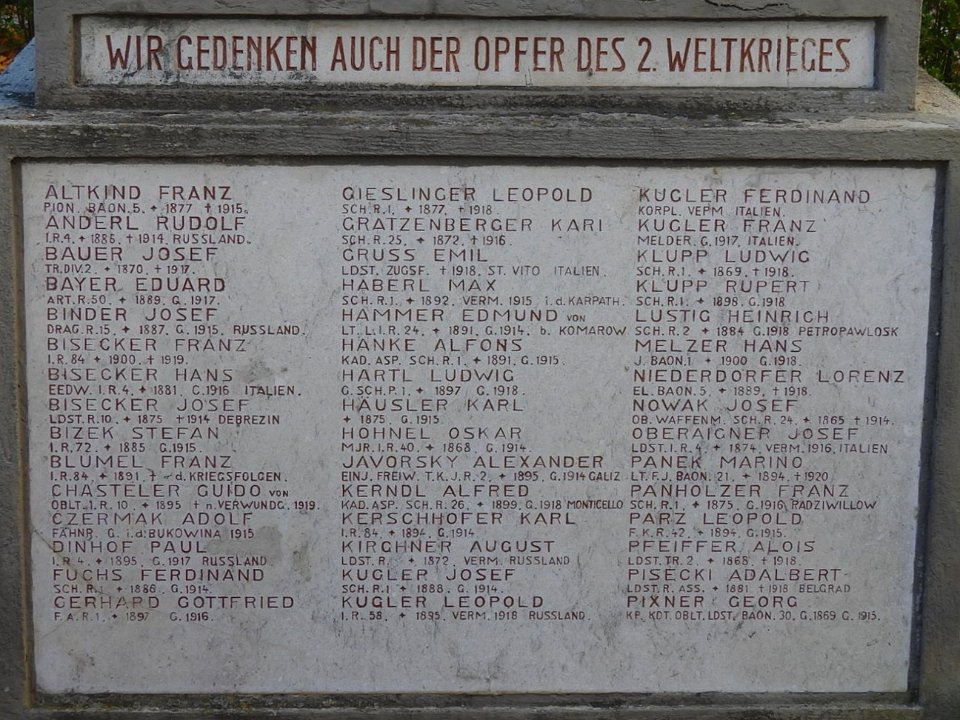 WIR GEDENKEN AUCH DER OPFER DES 2. WELTKRIEGES
ALTKIND FRANZ
PION. BAON. 5. ✦ 1877 ✝ 1915.
ANDERL RUDOLF
I.R.4. ✦ 1886. ✝ 1914. RUSSLAND.
BAUER JOSEF
TR.DIV.2. ✦ 1870. ✝ 1917.
BAYER EDUARD
ART.R.50. ✦ 1889. G. 1917.
BINDER JOSEF
DRAG.R.15. ✦ 1887. G. 1915. RUSSLAND.
BISECKER FRANZ
I.R. 84 ✦ 1900. ✝ 1919.
BISECKER HANS
EEDW. I.R.4. ✦ 1881 G.1916 ITALIEN.
BISECKER JOSEF
LDST.R.10. ✦ 1875 ✝1914 DEBREZIN
BIZEK STEFAN
I.R.72. ✦ 1885 G.1915.
BLÜMEL FRANZ
I.R.84. ✦ 1891. ✝ a.d. KRIEGSFOLGEN.
CHASTELER GUIDO VON
OBLT. I.R. 10. ✦ 1895 ✝ n. VERWUNDG. 1919.
CZERMAK ADOLF
FÄHNR. G. i.d. BUKOWINA 1915
DINHOF PAUL
I.R. 4. ✦ 1895. G.1917 RUSSLAND.
FUCHS FERDINAND
SCH.R.1. ✦ 1886. G.1914.
GERHARD GOTTFRIED
F.A.R.1. ✦ 1897 G.1916.
GIESLINGER LEOPOLD
SCH.R.1. ✦ 1877. ✝ 1918.
GRATZENBERGER KARL
SCH.R.25. ✦ 1872. ✝ 1916.
GRUSS EMIL
LDST. ZUGSF. ✝ 1918. ST. VITO ITALIEN.
HABERL MAX
SCH.R.1. ✦ 1892. VERM. 1915 i.d. KARPATH.
HAMMER EDMUND VON
LT. L.I.R. 24. ✦ 1891. G.1914. b. KOMAROW
HANKE ALFONS
KAD. ASP. SCH.R.1. ✦ 1891. G.1915.
HARTL LUDWIG
G.SCH.P.1. ✦ 1897 G.1918.
HÄUSLER KARL
✦ 1875. G.1915.
HÖHNEL OSKAR
MJR. I.R. 40. ✦ 1868. G.1914.
JAVORSKY ALEXANDER
EINJ. FREIW. T.K.J.R.2. ✦ 1895. G.1914 GALIZ
KERNDL ALFRED
KAD. ASP. SCH.R. 26. ✦ 1899. G.1918 MONTICELLO
KERSCHHOFER KARL
I.R.84. ✦ 1894. G.1914
KIRCHNER AUGUST
LDST. R. ✦ 1872. VERM. RUSSLAND
KUGLER JOSEF
SCH.R.1 ✦ 1888. G.1914.
KUGLER LEOPOLD
I.R. 58. ✦ 1895. VERM. 1918 RUSSLAND.
KUGLER FERDINAND
KORPL. VERM. ITALIEN.
KUGLER FRANZ
MELDER. G.1917. ITALIEN.
KLUPP LUDWIG
SCH.R.1. ✦ 1869. ✝ 1918.
KLUPP RUPERT
SCH.R.1. ✦ 1898. G.1918
LUSTIG HEINRICH
SCH.R. 2 ✦ 1884 G.1918 PETROPAWLOSK
MELZER HANS
J. BAON.1 ✦ 1900 G.1918.
NIEDERDORFER LORENZ
EL. BAON. 5. ✦ 1889. ✝ 1918.
NOWAK JOSEF
OB. WAFFENM. SCH.R. 24. ✦ 1865 ✝ 1914.
OBERAIGNER JOSEF
LDST. I.R.4. ✦ 1874. VERM. 1916. ITALIEN
PANEK MARINO
LT. F.J. BAON. 21. ✦ 1894. ✝1920
PANHOLZER FRANZ
SCH.R.1. ✦ 1875. G.1916 RADZIWILLOW
PARZ LEOPOLD
F.K.R. 42. ✦ 1894. G.1915.
PFEIFFER ALOIS
LDST. TR. 2. ✦ 1868. ✝ 1918.
PISECKI ADALBERT
LDST. R. ASS. ✦ 1881 ✝ 1918 BELGRAD
PIXNER GEORG
KP. KDT. OBLT. LDST. BAON. 30. G.1869 G. 1915.